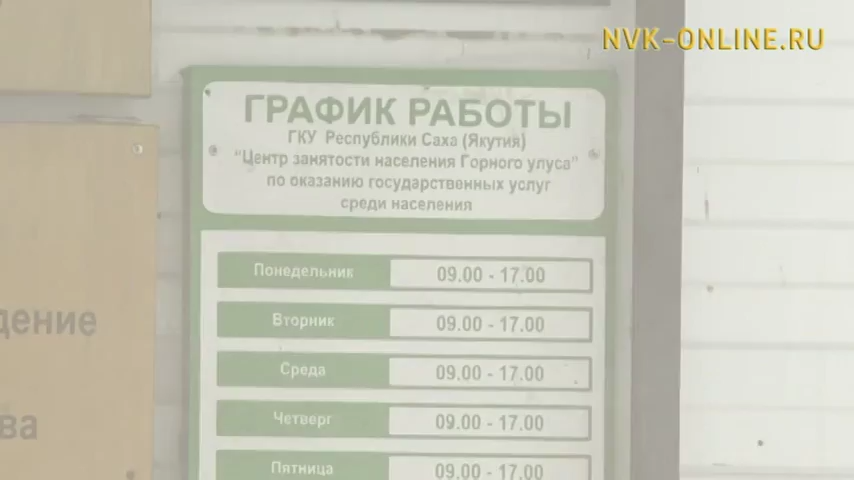 NVK-ONLINE.RU
ГРАФИК РАБОТЫ
ГКУ Республики Саха (Якутия)
"Центр занятости населения Горного улуса"
по оказанию государственных услуг
среди населения
Понедельник 09.00 - 17.00
Вторник 09.00 - 17.00
Среда 09.00 - 17.00
Четверг 09.00 - 17.00
Пятница 09.00 - 17.00
дение
ва